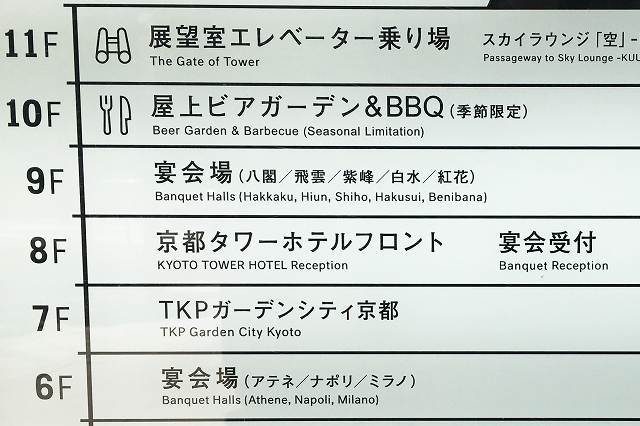 11F 展望室エレベーター乗り場 スカイラウンジ「空」-
The Gate of Tower Passageway to Sky Lounge -KUU
10F 屋上ビアガーデン&BBQ(季節限定)
Beer Garden & Barbecue (Seasonal Limitation)
9F 宴会場(八閣／飛雲／紫峰／白水／紅花)
Banquet Halls (Hakkaku, Hiun, Shiho, Hakusui, Benibana)
8F 京都タワーホテルフロント 宴会受付
KYOTO TOWER HOTEL Reception Banquet Reception
7F TKPガーデンシティ京都
TKP Garden City Kyoto
6F 宴会場(アテネ／ナポリ／ミラノ)
Banquet Halls (Athene, Napoli, Milano)